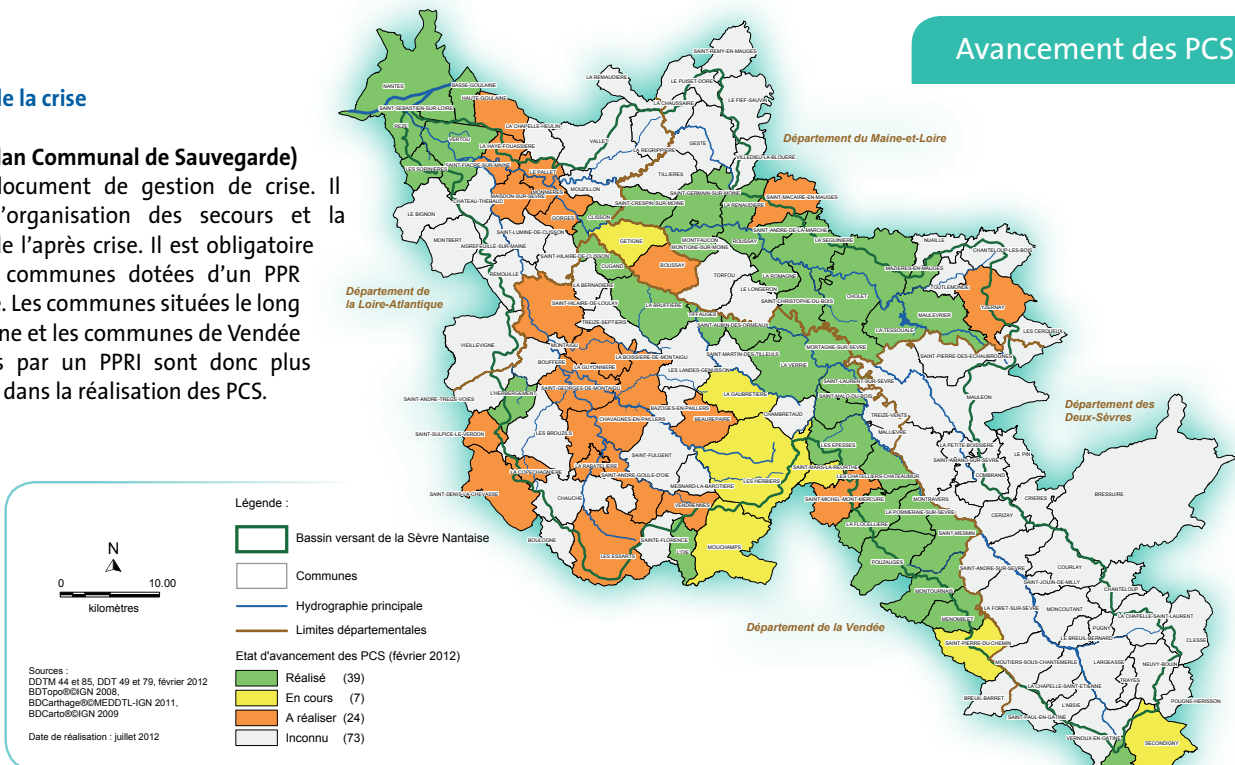 Avancement des PCS
de la crise
lan Communal de Sauvegarde)
document de gestion de crise. Il
'organisation des secours et la
de l'après crise. Il est obligatoire
communes dotées d'un PPR
e. Les communes situées le long
ne et les communes de Vendée
s par un PPRI sont donc plus
dans la réalisation des PCS.
Département du Maine-et-Loire
Département de
la Loire-Atlantique
Département des
Deux-Sèvres
Département de la Vendée
SAINT-REMY-EN-MAUGES
LA REMAUDIERE
LE PUISET-DORE
NANTES
BASSE-GOULAINE
HAUTE-GOULAINE
LA CHAUSSAIRE
LE FIEF-SAUVIN
SAINT-SEBASTIEN-SUR-LOIRE
REZE
LA CHAPELLE-HEULIN
VERTOU
VALLET
LA HAYE-FOUASSIERE
LA REGRIPPIERE
GESTE
VILLEDIEU-LA-BLOUERE
LES SORINIERES
SAINT-FIACRE-SUR-MAINE
LE PALLET
TILLIERES
MOUZILLON
MONNIERES
MAISDON-SUR-SEVRE
CHATEAU-THEBAUD
SAINT-GERMAIN-SUR-MOINE
SAINT-MACAIRE-EN-MAUGES
SAINT-CRESPIN-SUR-MOINE
LA RENAUDIERE
LE BIGNON
GORGES
CLISSON
SAINT-LUMINE-DE-CLISSON
MONTBERT
AIGREFEUILLE-SUR-MAINE
GETIGNE
MONTFAUCON
MONTIGNE-SUR-MOINE
ROUSSAY
SAINT-ANDRE-DE-LA-MARCHE
LA SEGUINIERE
NUAILLE
CHANTELOUP-LES-BOIS
SAINT-HILAIRE-DE-CLISSON
CUGAND
BOUSSAY
MAZIERES-EN-MAUGES
REMOUILLE
TORFOU
LA ROMAGNE
TOUTLEMONDE
LA BERNADIERE
LE LONGERON
CHOLET
YZERNAY
SAINT-HILAIRE-DE-LOULAY
LA BRUFFIERE
SAINT-CHRISTOPHE-DU-BOIS
TIFFAUGES
MAULEVRIER
TREIZE-SEPTIERS
SAINT-AUBIN-DES-ORMEAUX
LA TESSOUALE
LES CERQUEUX
VIEILLEVIGNE
MONTAIGU
MORTAGNE-SUR-SEVRE
BOUFFERE
LA BOISSIERE-DE-MONTAIGU
SAINT-MARTIN-DES-TILLEULS
SAINT-PIERRE-DES-ECHAUBROGNES
LA GUYONNIERE
LES LANDES-GENUSSON
LA VERRIE
SAINT-LAURENT-SUR-SEVRE
SAINT-GEORGES-DE-MONTAIGU
L'HERBERGEMENT
LA GAUBRETIERE
SAINT-MALO-DU-BOIS
MAULEON
SAINT-ANDRE-TREIZE-VOIES
BAZOGES-EN-PAILLERS
CHAMBRETAUD
TREIZE-VENTS
CHAVAGNES-EN-PAILLERS
BEAUREPAIRE
MALLIEVRE
SAINT-SULPICE-LE-VERDON
LES BROUZILS
LES EPESSES
LA PETITE-BOISSIERE
SAINT-FULGENT
LE PIN
SAINT-AMAND-SUR-SEVRE
LA RABATELIERE
SAINT-MARS-LA-REORTHE
LA COPECHAGNIERE
SAINT-ANDRE-GOULE-D'OIE
LES CHATELLIERS-CHATEAUMUR
COMBRAND
MESNARD-LA-BAROTIERE
LES HERBIERS
SAINT-DENIS-LA-CHEVASSE
SAINT-MICHEL-MONT-MERCURE
MONTRAVERS
CRIERES
BRESSUIRE
CHAUCHE
VENDRENNES
LA POMMERAIE-SUR-SEVRE
CERIZAY
LA FLOCELLIERE
BOULOGNE
SAINTE-FLORENCE
SAINT-MESMIN
L'OIE
MOUCHAMPS
LES ESSARTS
POUZAUGES
SAINT-ANDRE-SUR-SEVRE
COURLAY
SAINT-JOUIN-DE-MILLY
CHANTELOUP
MONTOURNAIS
LA FORET-SUR-SEVRE
MONCOUTANT
LA CHAPELLE-SAINT-LAURENT
MENOMBLET
PUGNY
LE BREUIL-BERNARD
CLESSE
SAINT-PIERRE-DU-CHEMIN
MOUTIERS-SOUS-CHANTEMERLE
LARGEASSE
NEUVY-BOUIN
TRAYES
LA CHAPELLE-SAINT-ETIENNE
BREUIL-BARRET
L'ABSIE
POUGNE-HERISSON
SAINT-PAUL-EN-GATINE
VERNOUX-EN-GATINE
SECONDIGNY
N
0 10.00
kilomètres
Légende :
Bassin versant de la Sèvre Nantaise
Communes
Hydrographie principale
Limites départementales
Etat d'avancement des PCS (février 2012)
Réalisé (39)
En cours (7)
A réaliser (24)
Inconnu (73)
Sources :
DDTM 44 et 85, DDT 49 et 79, février 2012
BDTopo®©IGN 2008,
BDCarthage®©MEDDTL-IGN 2011,
BDCarto®©IGN 2009
Date de réalisation : juillet 2012